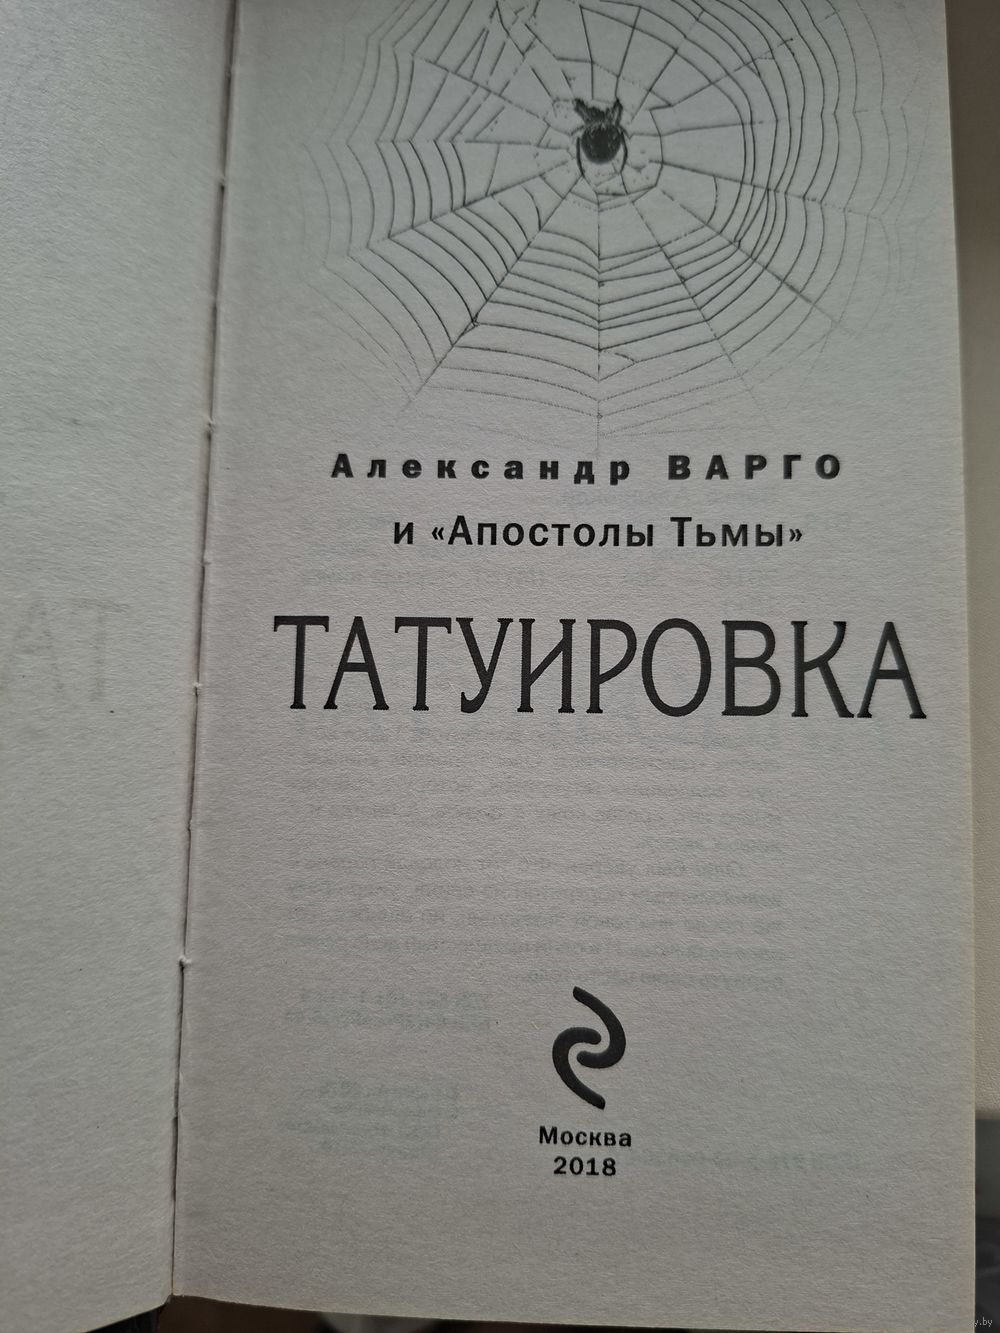 Александр ВАРГО
и «Апостолы Тьмы»
ТАТУИРОВКА
Москва
2018